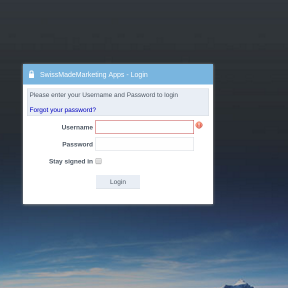 SwissMadeMarketing Apps - Login
Please enter your Username and Password to login
Forgot your password?
Username
Password
Stay signed in
Login